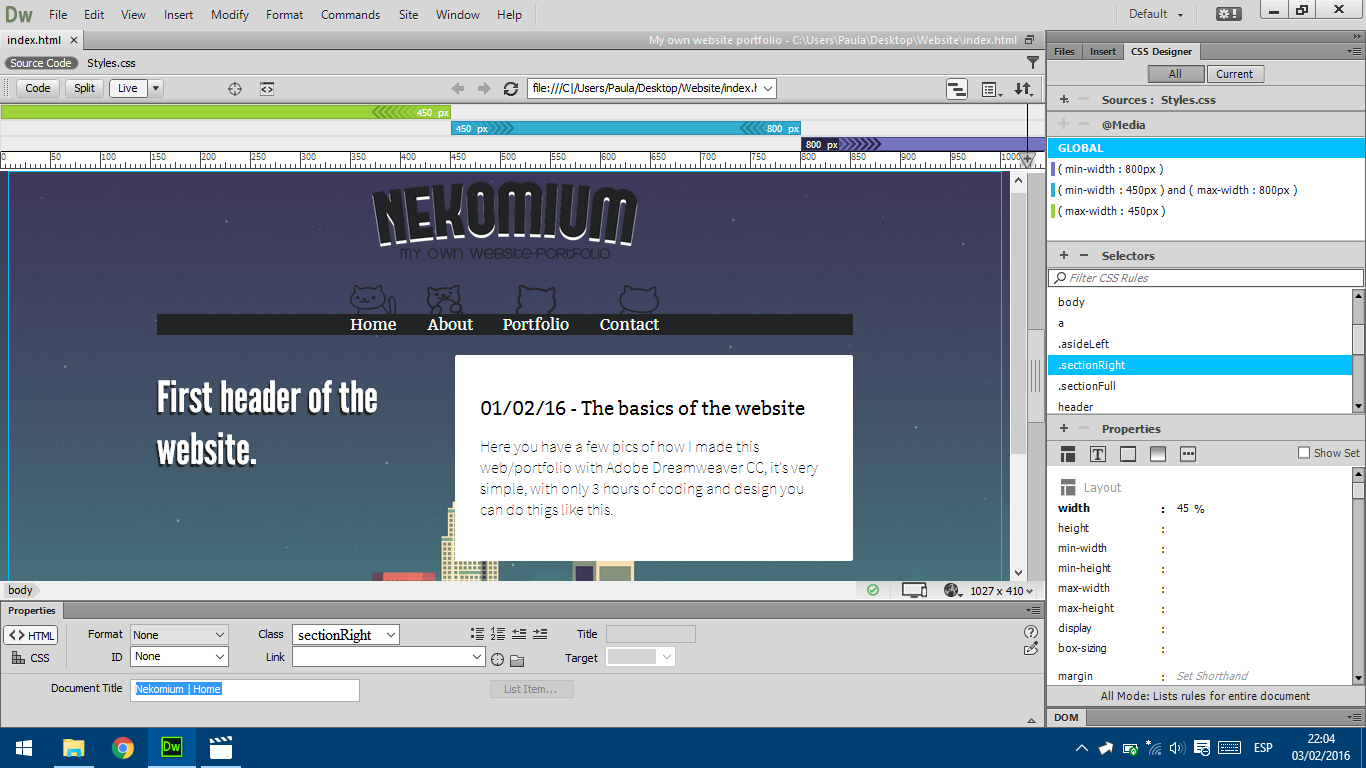 Dw File Edit View Insert Modify Format Commands Site Window Help Default
index.html × My own website portfolio - C:\Users\Paula\Desktop\Website\index.html
Source Code Styles.css
Code Split Live file:///C|/Users/Paula/Desktop/Website/index.h
450 px
450 px 800 px
800 px
0 50 100 150 200 250 300 350 400 450 500 550 600 650 700 750 800 850 900 950 1000
NEKOMIUM
MY OWN WEBSITE-PORTFOLIO
Home About Portfolio Contact
First header of the
website.
01/02/16 - The basics of the website
Here you have a few pics of how I made this
web/portfolio with Adobe Dreamweaver CC, it's very
simple, with only 3 hours of coding and design you
can do thigs like this.
body 1027 x 410
Properties
<> HTML Format None Class sectionRight Title
CSS ID None Link Target
Document Title Nekomium | Home List Item...
Files Insert CSS Designer
All Current
Sources : Styles.css
@Media
GLOBAL
( min-width : 800px )
( min-width : 450px ) and ( max-width : 800px )
( max-width : 450px )
Selectors
Filter CSS Rules
body
a
.asideLeft
.sectionRight
.sectionFull
header
Properties
T Show Set
Layout
width : 45 %
height :
min-width :
min-height :
max-width :
max-height :
display :
box-sizing :
margin : Set Shorthand
All Mode: Lists rules for entire document
DOM
Dw ESP 22:04
03/02/2016